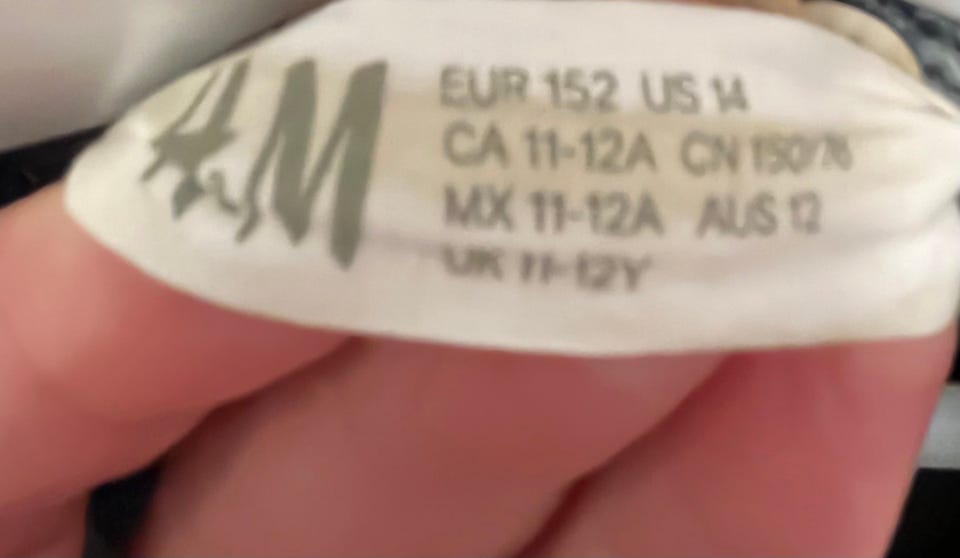 H&M
EUR 152 US 14
CA 11-12A CN 150/76
MX 11-12A AUS 12
UK 11-12Y